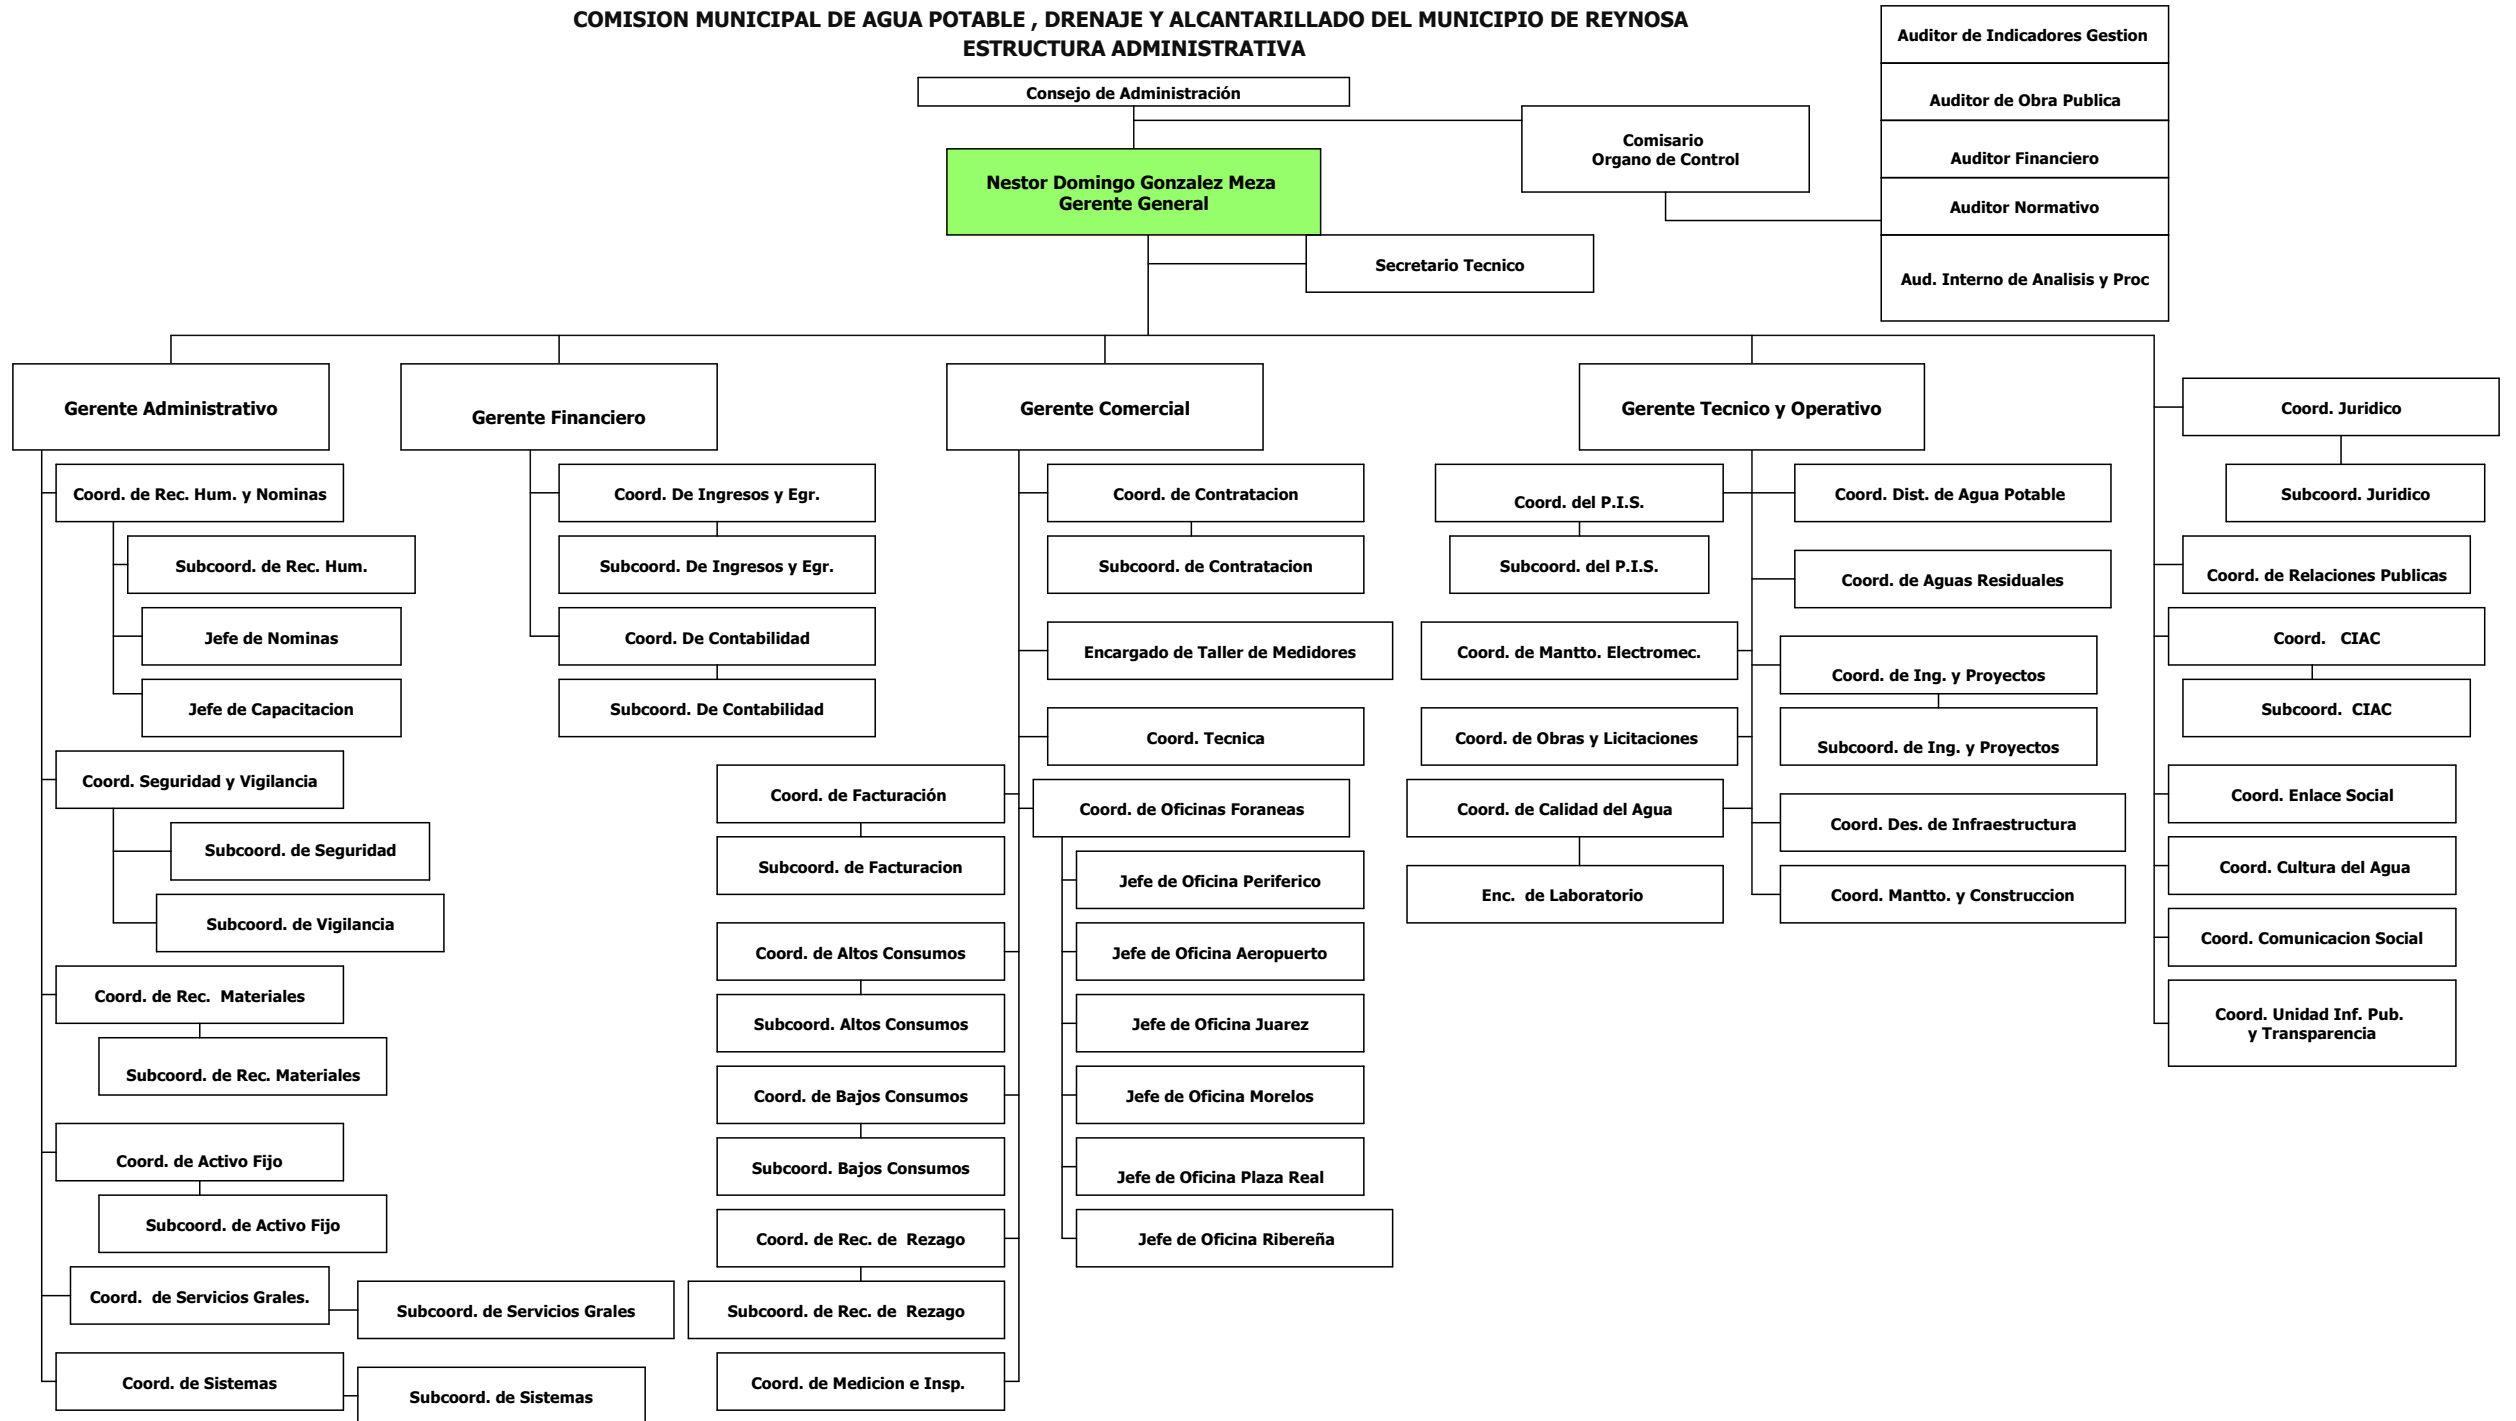 COMISION MUNICIPAL DE AGUA POTABLE , DRENAJE Y ALCANTARILLADO DEL MUNICIPIO DE REYNOSA
ESTRUCTURA ADMINISTRATIVA
Consejo de Administración
Comisario
Organo de Control
Auditor de Indicadores Gestion
Auditor de Obra Publica
Auditor Financiero
Auditor Normativo
Aud. Interno de Analisis y Proc
Nestor Domingo Gonzalez Meza
Gerente General
Secretario Tecnico
Gerente Administrativo
Coord. de Rec. Hum. y Nominas
Subcoord. de Rec. Hum.
Jefe de Nominas
Jefe de Capacitacion
Coord. Seguridad y Vigilancia
Subcoord. de Seguridad
Subcoord. de Vigilancia
Coord. de Rec.  Materiales
Subcoord. de Rec. Materiales
Coord. de Activo Fijo
Subcoord. de Activo Fijo
Coord.  de Servicios Grales.
Subcoord. de Servicios Grales
Coord. de Sistemas
Subcoord. de Sistemas
Gerente Financiero
Coord. De Ingresos y Egr.
Subcoord. De Ingresos y Egr.
Coord. De Contabilidad
Subcoord. De Contabilidad
Gerente Comercial
Coord. de Contratacion
Subcoord. de Contratacion
Encargado de Taller de Medidores
Coord. Tecnica
Coord. de Facturación
Subcoord. de Facturacion
Coord. de Altos Consumos
Subcoord. Altos Consumos
Coord. de Bajos Consumos
Subcoord. Bajos Consumos
Coord. de Rec. de  Rezago
Subcoord. de Rec. de  Rezago
Coord. de Medicion e Insp.
Coord. de Oficinas Foraneas
Jefe de Oficina Periferico
Jefe de Oficina Aeropuerto
Jefe de Oficina Juarez
Jefe de Oficina Morelos
Jefe de Oficina Plaza Real
Jefe de Oficina Ribereña
Gerente Tecnico y Operativo
Coord. del P.I.S.
Subcoord. del P.I.S.
Coord. de Mantto. Electromec.
Coord. de Obras y Licitaciones
Coord. de Calidad del Agua
Enc.  de Laboratorio
Coord. Dist. de Agua Potable
Coord. de Aguas Residuales
Coord. de Ing. y Proyectos
Subcoord. de Ing. y Proyectos
Coord. Des. de Infraestructura
Coord. Mantto. y Construccion
Coord. Juridico
Subcoord. Juridico
Coord. de Relaciones Publicas
Coord.   CIAC
Subcoord.  CIAC
Coord. Enlace Social
Coord. Cultura del Agua
Coord. Comunicacion Social
Coord. Unidad Inf. Pub.
y Transparencia